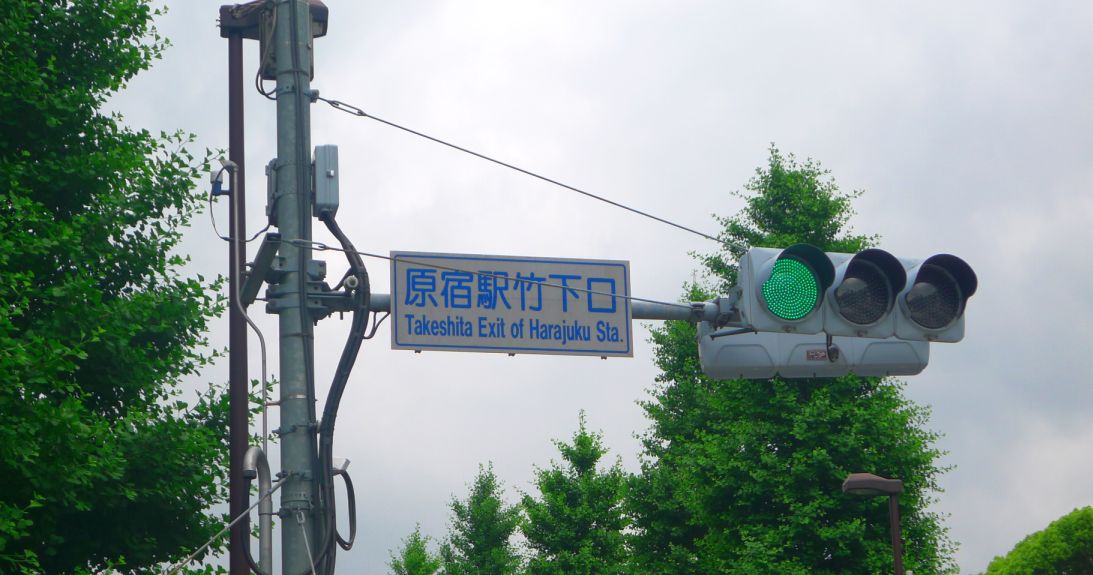 原宿駅竹下口
Takeshita Exit of Harajuku Sta.